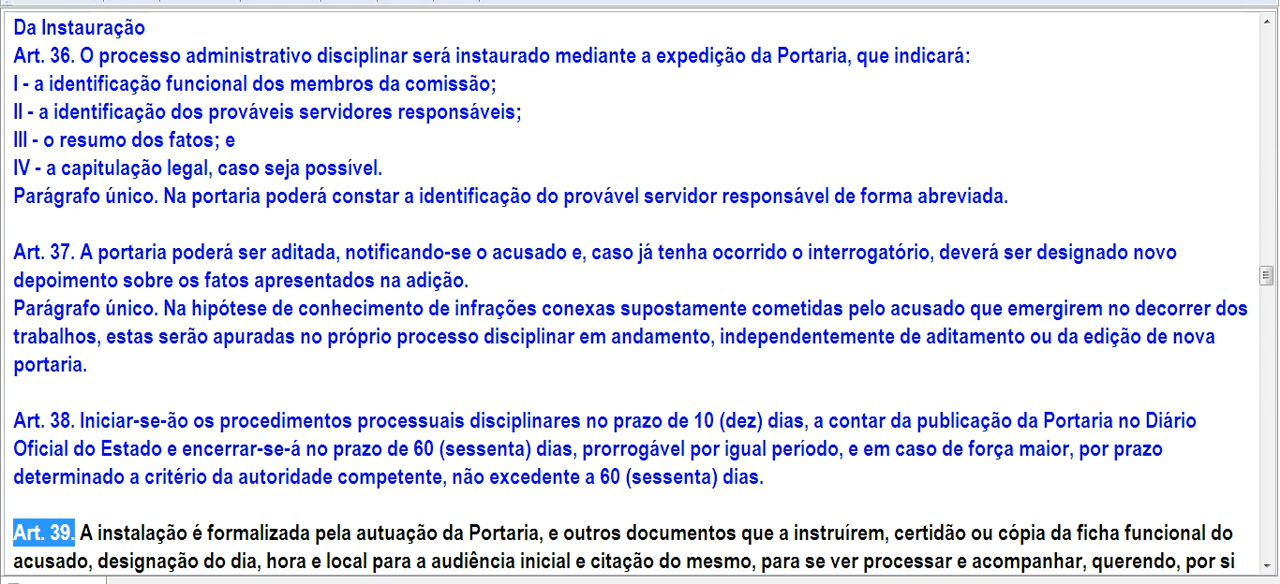 Da Instauração
Art. 36. O processo administrativo disciplinar será instaurado mediante a expedição da Portaria, que indicará:
I - a identificação funcional dos membros da comissão;
II - a identificação dos prováveis servidores responsáveis;
III - o resumo dos fatos; e
IV - a capitulação legal, caso seja possível.
Parágrafo único. Na portaria poderá constar a identificação do provável servidor responsável de forma abreviada.
Art. 37. A portaria poderá ser aditada, notificando-se o acusado e, caso já tenha ocorrido o interrogatório, deverá ser designado novo
depoimento sobre os fatos apresentados na adição.
Parágrafo único. Na hipótese de conhecimento de infrações conexas supostamente cometidas pelo acusado que emergirem no decorrer dos
trabalhos, estas serão apuradas no próprio processo disciplinar em andamento, independentemente de aditamento ou da edição de nova
portaria.
Art. 38. Iniciar-se-ão os procedimentos processuais disciplinares no prazo de 10 (dez) dias, a contar da publicação da Portaria no Diário
Oficial do Estado e encerrar-se-á no prazo de 60 (sessenta) dias, prorrogável por igual período, e em caso de força maior, por prazo
determinado a critério da autoridade competente, não excedente a 60 (sessenta) dias.
Art. 39. A instalação é formalizada pela autuação da Portaria, e outros documentos que a instruírem, certidão ou cópia da ficha funcional do
acusado, designação do dia, hora e local para a audiência inicial e citação do mesmo, para se ver processar e acompanhar, querendo, por si